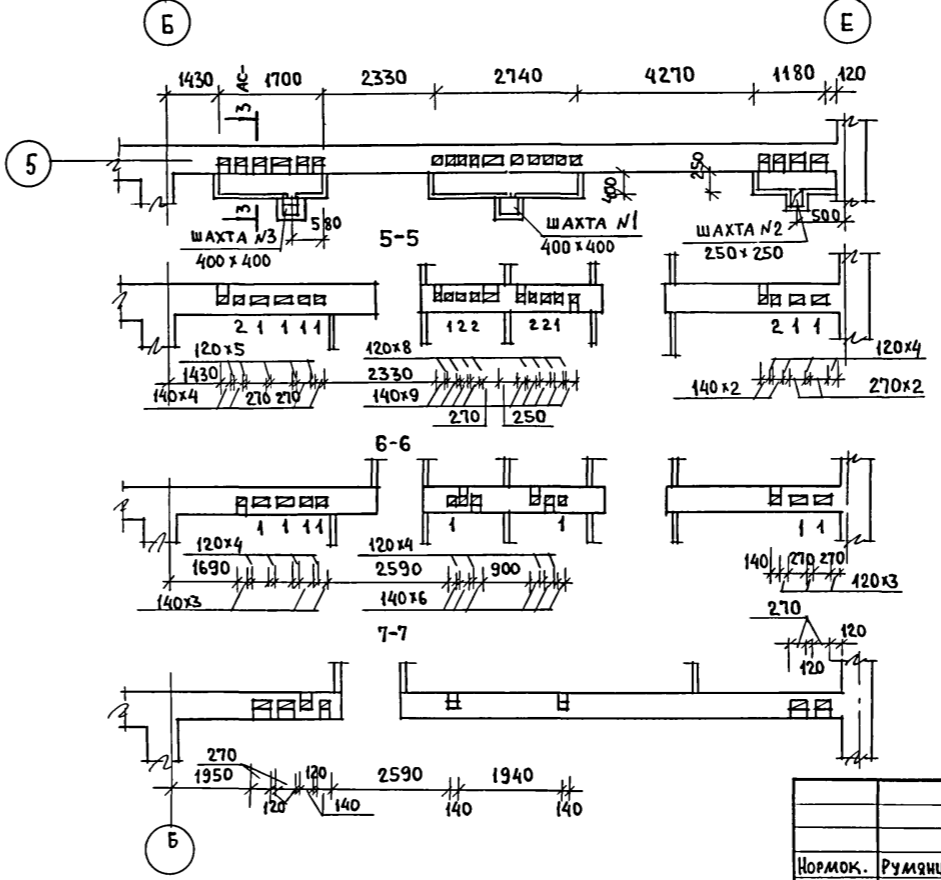 Б Е
1430 АС- 1700 2330 2740 4270 1180 120
3
5
400 250
3 580 500
ШАХТА N3 ШАХТА N1 ШАХТА N2
400 x 400 400 x 400 250 x 250
5-5
2 1 1 1 1 1 2 2 2 2 1 2 1 1
120x5 120x8 120x4
1430 2330
140x4 270 270 140x9 140x2 270x2
270 250
6-6
1 1 1 1 1 1 1 1
120x4 120x4
1690 2590 900 140 270 270
140x3 140x6 120x3
7-7
270 120
120
270
1950 120 2590 1940
120 140 140 140
Б
Нормок. Румянц